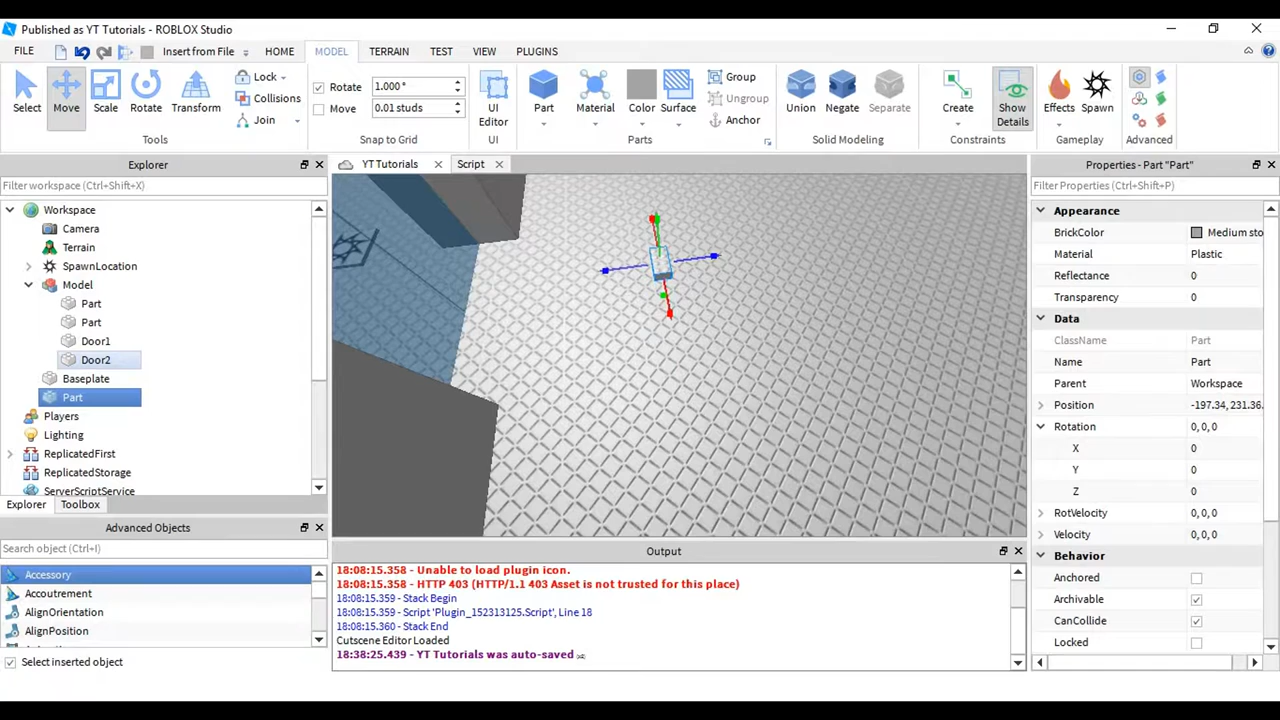 Published as YT Tutorials - ROBLOX Studio
FILE Insert from File HOME MODEL TERRAIN TEST VIEW PLUGINS
Select Move Scale Rotate Transform
Lock
Collisions
Join
Tools
Rotate 1.000°
Move 0.01 studs
Snap to Grid
UI Editor
UI
Part Material Color Surface
Group
Ungroup
Anchor
Parts
Union Negate Separate
Solid Modeling
Create Show Details
Constraints
Effects Spawn
Gameplay
Advanced
Explorer
Filter workspace (Ctrl+Shift+X)
Workspace
Camera
Terrain
SpawnLocation
Model
Part
Part
Door1
Door2
Baseplate
Part
Players
Lighting
ReplicatedFirst
ReplicatedStorage
ServerScriptService
Explorer Toolbox
Advanced Objects
Search object (Ctrl+I)
Accessory
Accoutrement
AlignOrientation
AlignPosition
Select inserted object
YT Tutorials Script
Output
18:08:15.358 - Unable to load plugin icon.
18:08:15.358 - HTTP 403 (HTTP/1.1 403 Asset is not trusted for this place)
18:08:15.359 - Stack Begin
18:08:15.359 - Script 'Plugin_152313125.Script', Line 18
18:08:15.360 - Stack End
Cutscene Editor Loaded
18:38:25.439 - YT Tutorials was auto-saved
Properties - Part "Part"
Filter Properties (Ctrl+Shift+P)
Appearance
BrickColor Medium sto
Material Plastic
Reflectance 0
Transparency 0
Data
ClassName Part
Name Part
Parent Workspace
Position -197.34, 231.36.
Rotation 0, 0, 0
X 0
Y 0
Z 0
RotVelocity 0, 0, 0
Velocity 0, 0, 0
Behavior
Anchored
Archivable
CanCollide
Locked